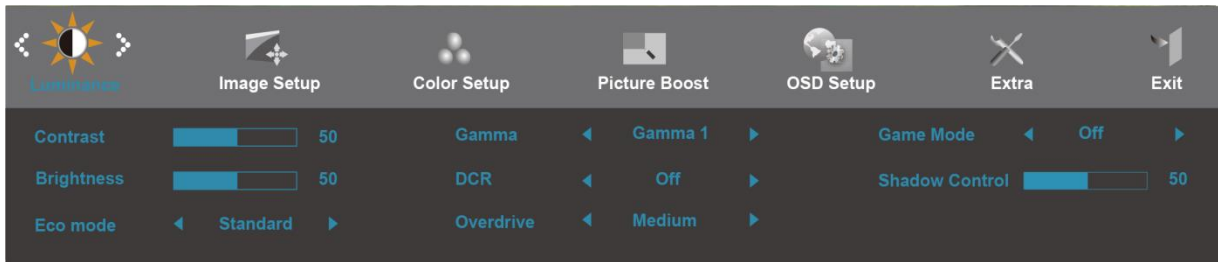 Luminance Image Setup Color Setup Picture Boost OSD Setup Extra Exit
Contrast 50 Gamma Gamma 1 Game Mode Off
Brightness 50 DCR Off Shadow Control 50
Eco mode Standard Overdrive Medium